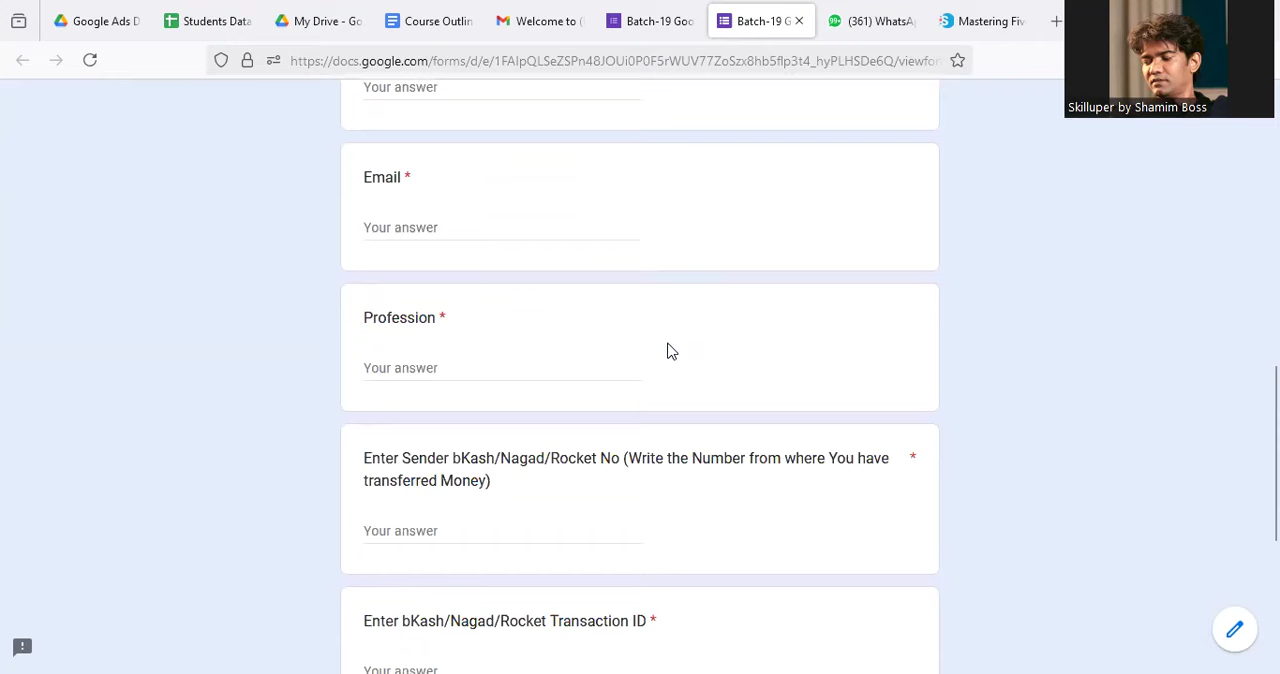 Google Ads D
Students Data
My Drive - Go
Course Outlin
Welcome to (
Batch-19 Goo
Batch-19 G
(361) WhatsA
Mastering Fiv
https://docs.google.com/forms/d/e/1FAIpQLSeZSPn48JOUi0P0F5rWUV77ZoSzx8hb5flp3t4_hyPLHSDe6Q/viewfor
Skilluper by Shamim Boss
Your answer
Email *
Your answer
Profession *
Your answer
Enter Sender bKash/Nagad/Rocket No (Write the Number from where You have *
transferred Money)
Your answer
Enter bKash/Nagad/Rocket Transaction ID *
Your answer